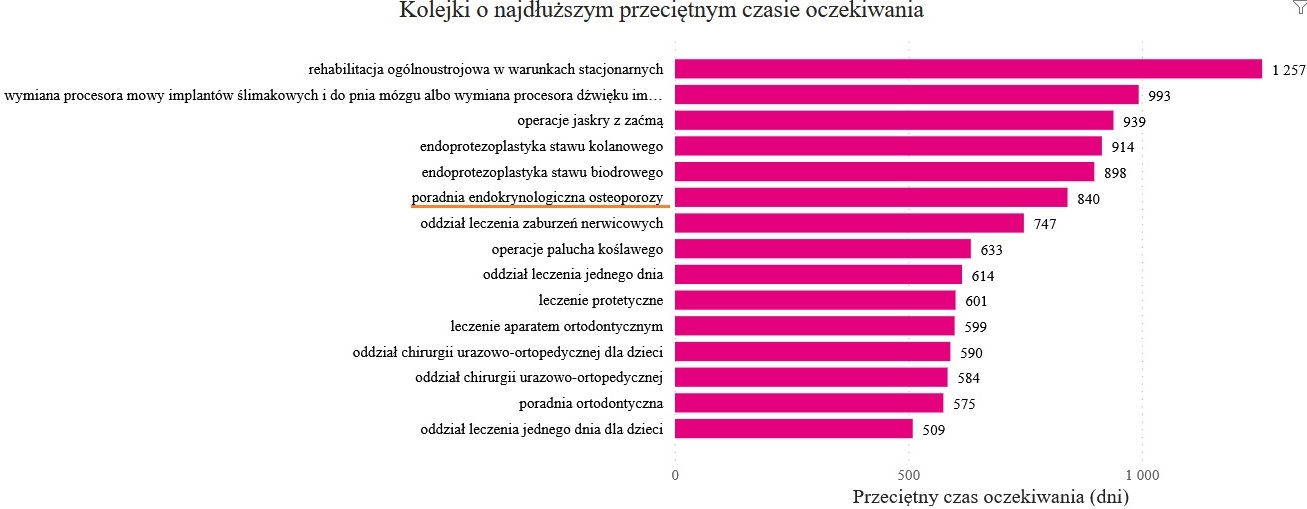 Kolejki o najdłuższym przeciętnym czasie oczekiwania
rehabilitacja ogólnoustrojowa w warunkach stacjonarnych 1 257
wymiana procesora mowy implantów ślimakowych i do pnia mózgu albo wymiana procesora dźwięku im… 993
operacje jaskry z zaćmą 939
endoprotezoplastyka stawu kolanowego 914
endoprotezoplastyka stawu biodrowego 898
poradnia endokrynologiczna osteoporozy 840
oddział leczenia zaburzeń nerwicowych 747
operacje palucha koślawego 633
oddział leczenia jednego dnia 614
leczenie protetyczne 601
leczenie aparatem ortodontycznym 599
oddział chirurgii urazowo-ortopedycznej dla dzieci 590
oddział chirurgii urazowo-ortopedycznej 584
poradnia ortodontyczna 575
oddział leczenia jednego dnia dla dzieci 509
0 500 1 000
Przeciętny czas oczekiwania (dni)